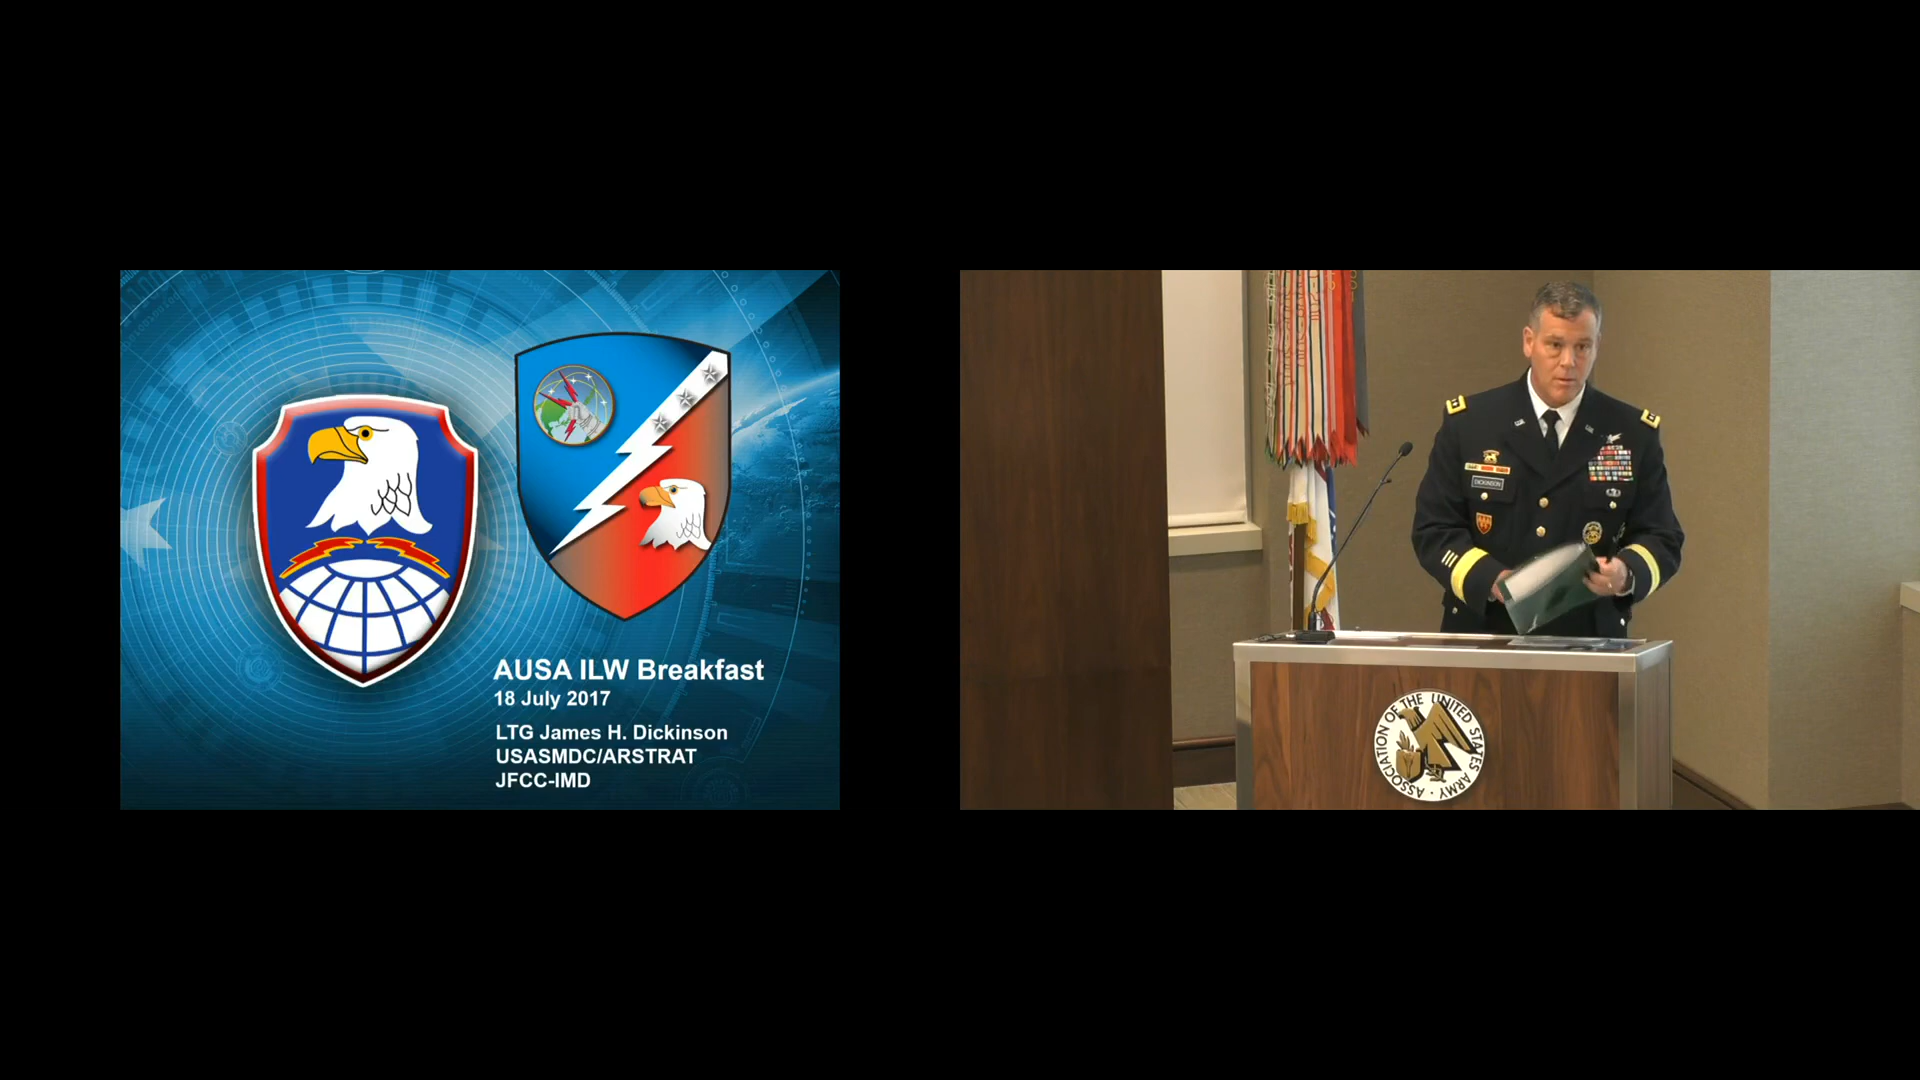 AUSA ILW Breakfast
18 July 2017
LTG James H. Dickinson
USASMDC/ARSTRAT
JFCC-IMD
DICKINSON
ASSOCIATION OF THE UNITED STATES ARMY